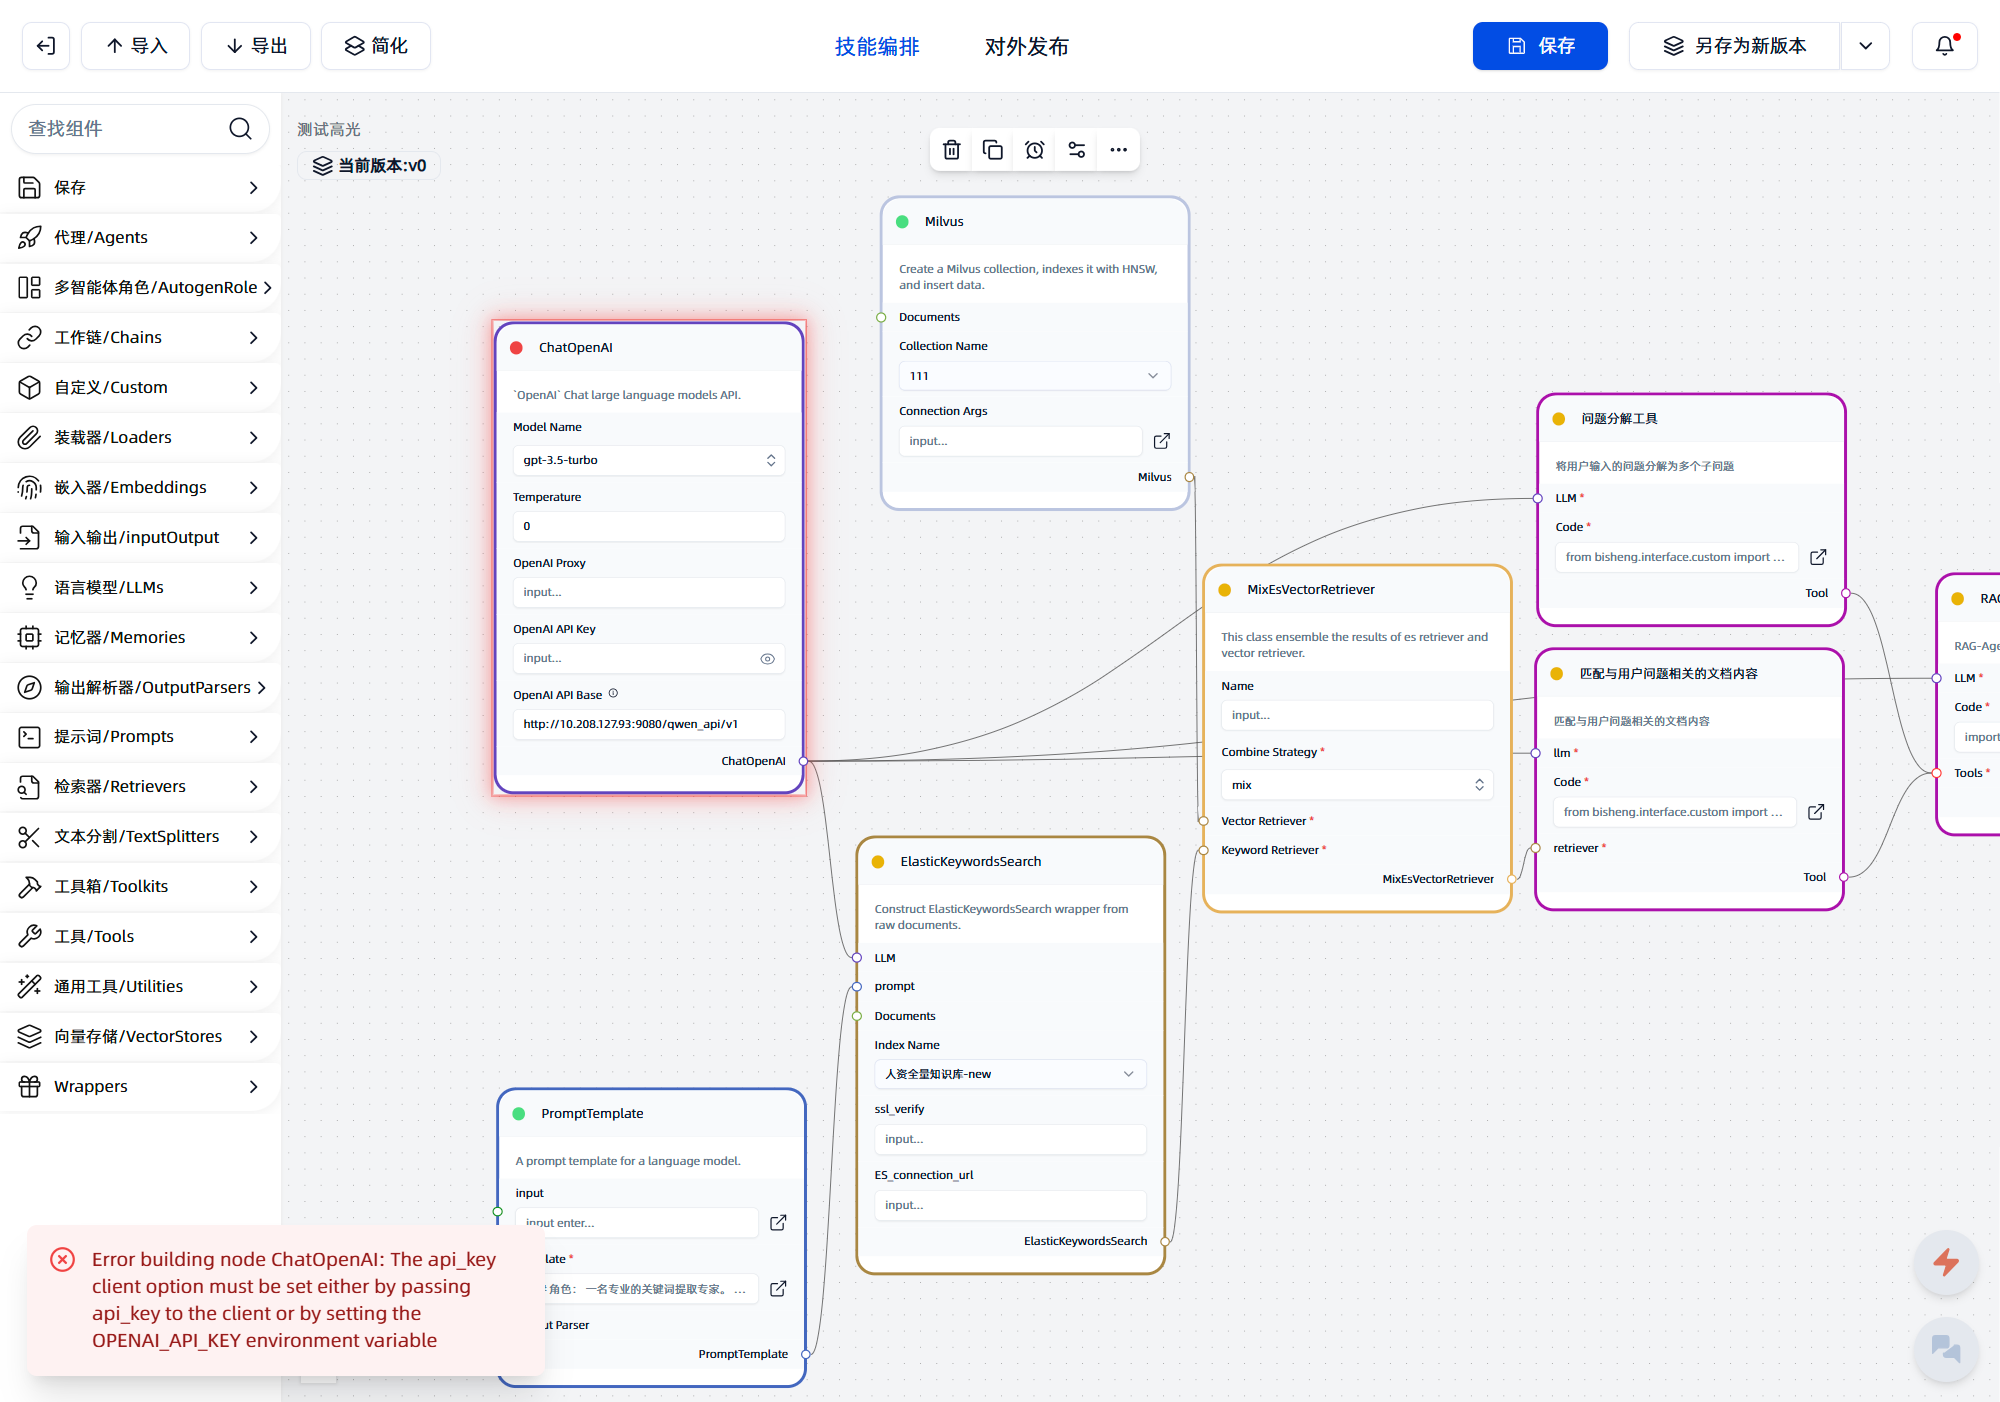 导入
导出
简化
技能编排
对外发布
保存
另存为新版本
查找组件
保存
代理/Agents
多智能体角色/AutogenRole
工作链/Chains
自定义/Custom
装载器/Loaders
嵌入器/Embeddings
输入输出/inputOutput
语言模型/LLMs
记忆器/Memories
输出解析器/OutputParsers
提示词/Prompts
检索器/Retrievers
文本分割/TextSplitters
工具箱/Toolkits
工具/Tools
通用工具/Utilities
向量存储/VectorStores
Wrappers
测试高光
当前版本:v0
ChatOpenAI
`OpenAI` Chat large language models API.
Model Name
gpt-3.5-turbo
Temperature
0
OpenAI Proxy
input...
OpenAI API Key
input...
OpenAI API Base
http://10.208.127.93:9080/qwen_api/v1
ChatOpenAI
Milvus
Create a Milvus collection, indexes it with HNSW,
and insert data.
Documents
Collection Name
111
Connection Args
input...
Milvus
ElasticKeywordsSearch
Construct ElasticKeywordsSearch wrapper from
raw documents.
LLM
prompt
Documents
Index Name
人资全量知识库-new
ssl_verify
input...
ES_connection_url
input...
ElasticKeywordsSearch
PromptTemplate
A prompt template for a language model.
input
input enter...
late *
角色： 一名专业的关键词提取专家。 ...
ut Parser
PromptTemplate
MixEsVectorRetriever
This class ensemble the results of es retriever and
vector retriever.
Name
input...
Combine Strategy *
mix
Vector Retriever *
Keyword Retriever *
MixEsVectorRetriever
问题分解工具
将用户输入的问题分解为多个子问题
LLM *
Code *
from bisheng.interface.custom import ...
Tool
匹配与用户问题相关的文档内容
匹配与用户问题相关的文档内容
llm *
Code *
from bisheng.interface.custom import ...
retriever *
Tool
RAG
RAG-Age
LLM *
Code *
import
Tools *
Error building node ChatOpenAI: The api_key
client option must be set either by passing
api_key to the client or by setting the
OPENAI_API_KEY environment variable